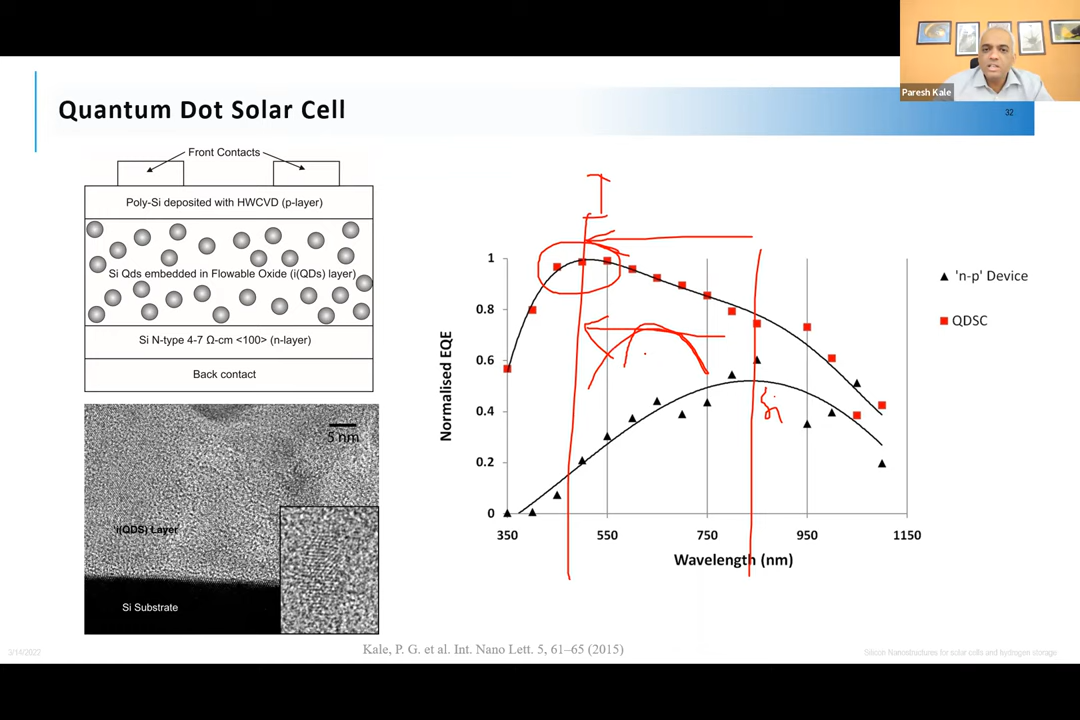 Paresh Kale
Quantum Dot Solar Cell
32
Front Contacts
Poly-Si deposited with HWCVD (p-layer)
Si Qds embedded in Flowable Oxide (i(QDs) layer)
Si N-type 4-7 Ω-cm <100> (n-layer)
Back contact
5 nm
i(QDS) Layer
Si Substrate
Normalised EQE
1
0.8
0.6
0.4
0.2
0
350
550
750
950
1150
Wavelength (nm)
'n-p' Device
QDSC
Si
Kale, P. G. et al. Int. Nano Lett. 5, 61–65 (2015)
3/14/2022
Silicon Nanostructures for solar cells and hydrogen storage